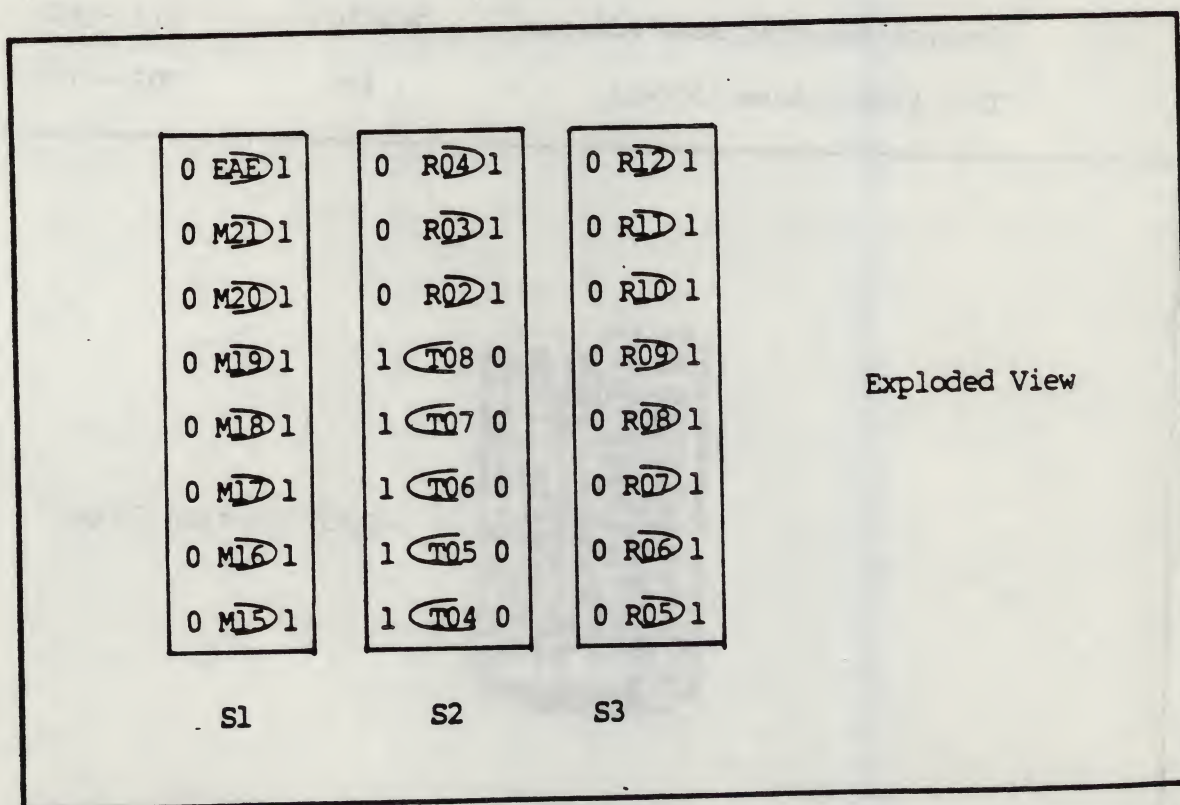 0 EAE 1 0 R04 1 0 R12 1
0 M21 1 0 R03 1 0 R11 1
0 M20 1 0 R02 1 0 R10 1
0 M19 1 1 T08 0 0 R09 1
0 M18 1 1 T07 0 0 R08 1
Exploded View
0 M17 1 1 T06 0 0 R07 1
0 M16 1 1 T05 0 0 R06 1
0 M15 1 1 T04 0 0 R05 1
S1 S2 S3